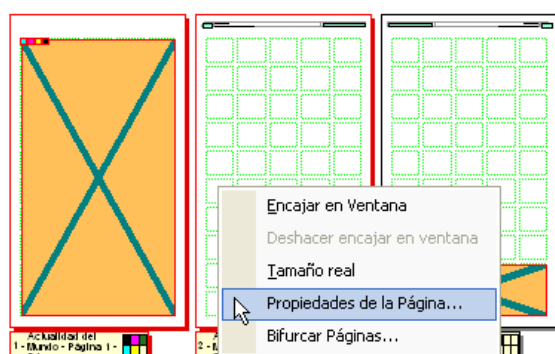 Encajar en Ventana
Deshacer encajar en ventana
Tamaño real
Propiedades de la Página...
Bifurcar Páginas...
Actualidad del
1 - Mundo - Página 1 -
2 -